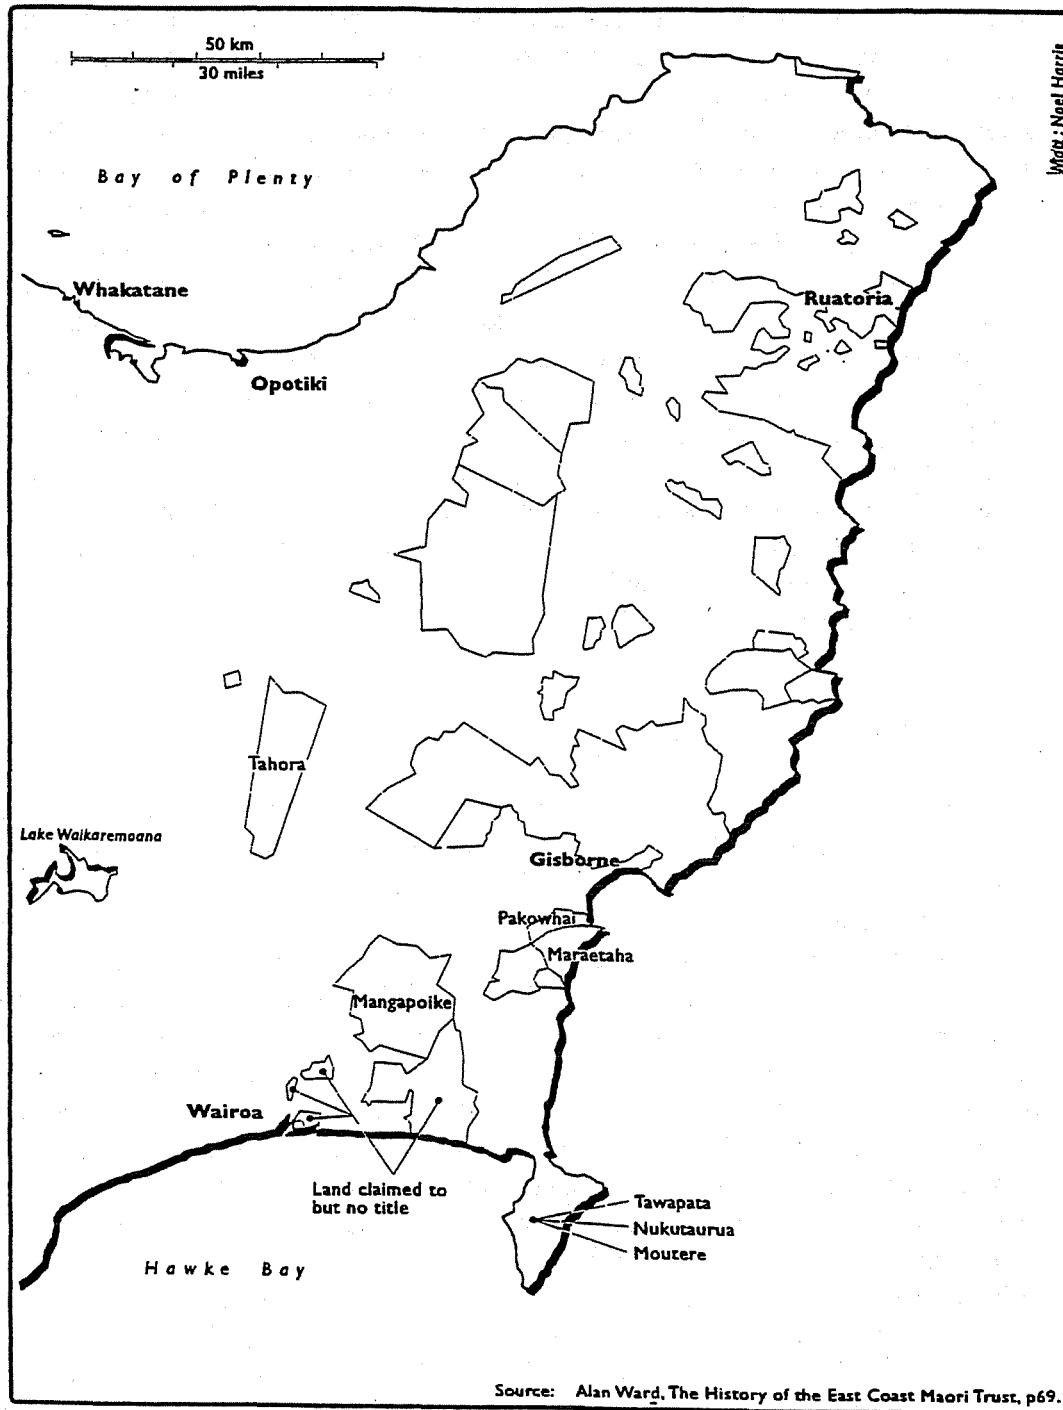 50 km
30 miles
Noel Harris
Bay of Plenty
Whakatane
Ruatoria
Opotiki
Tahora
Lake Waikaremoana
Gisborne
Pakowhai
Maraetaha
Mangapoike
Wairoa
Land claimed to
but no title
Tawapata
Nukutaurua
Moutere
Hawke Bay
Source: Alan Ward, The History of the East Coast Maori Trust, p69.